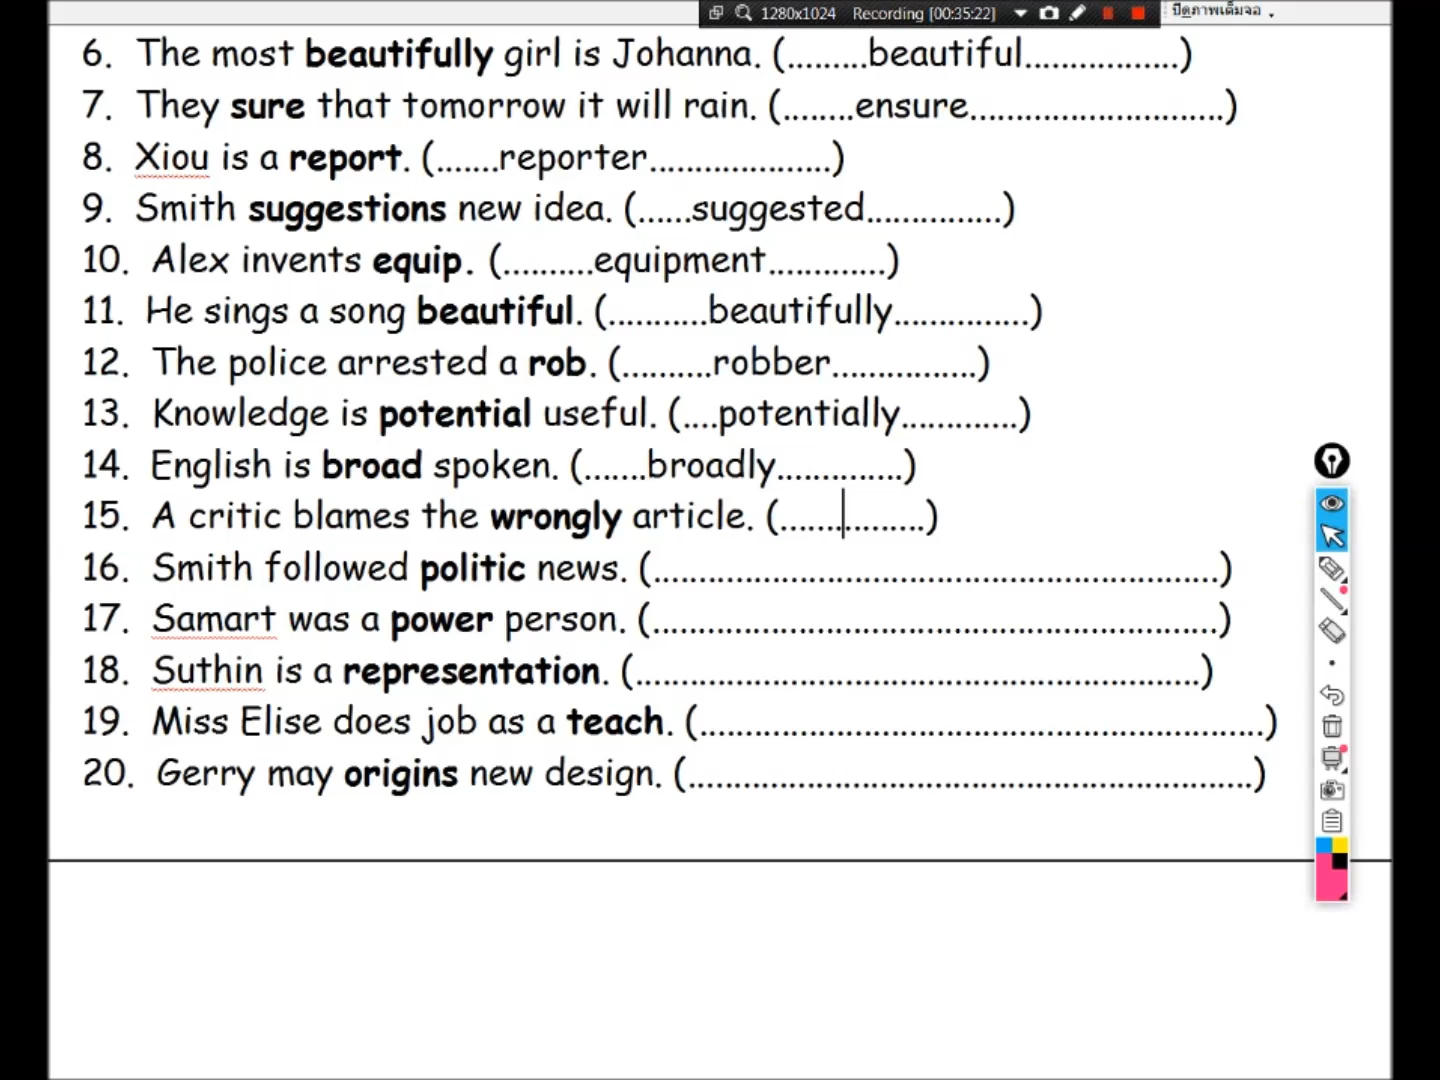 1280x1024 Recording [00:35:22] ปิดภาพเต็มจอ
6. The most beautifully girl is Johanna. (.........beautiful.................)
7. They sure that tomorrow it will rain. (........ensure............................)
8. Xiou is a report. (.......reporter....................)
9. Smith suggestions new idea. (......suggested...............)
10. Alex invents equip. (..........equipment.............)
11. He sings a song beautiful. (...........beautifully...............)
12. The police arrested a rob. (..........robber................)
13. Knowledge is potential useful. (....potentially.............)
14. English is broad spoken. (.......broadly..............)
15. A critic blames the wrongly article. (................)
16. Smith followed politic news. (...............................................................)
17. Samart was a power person. (...............................................................)
18. Suthin is a representation. (...............................................................)
19. Miss Elise does job as a teach. (...............................................................)
20. Gerry may origins new design. (...............................................................)